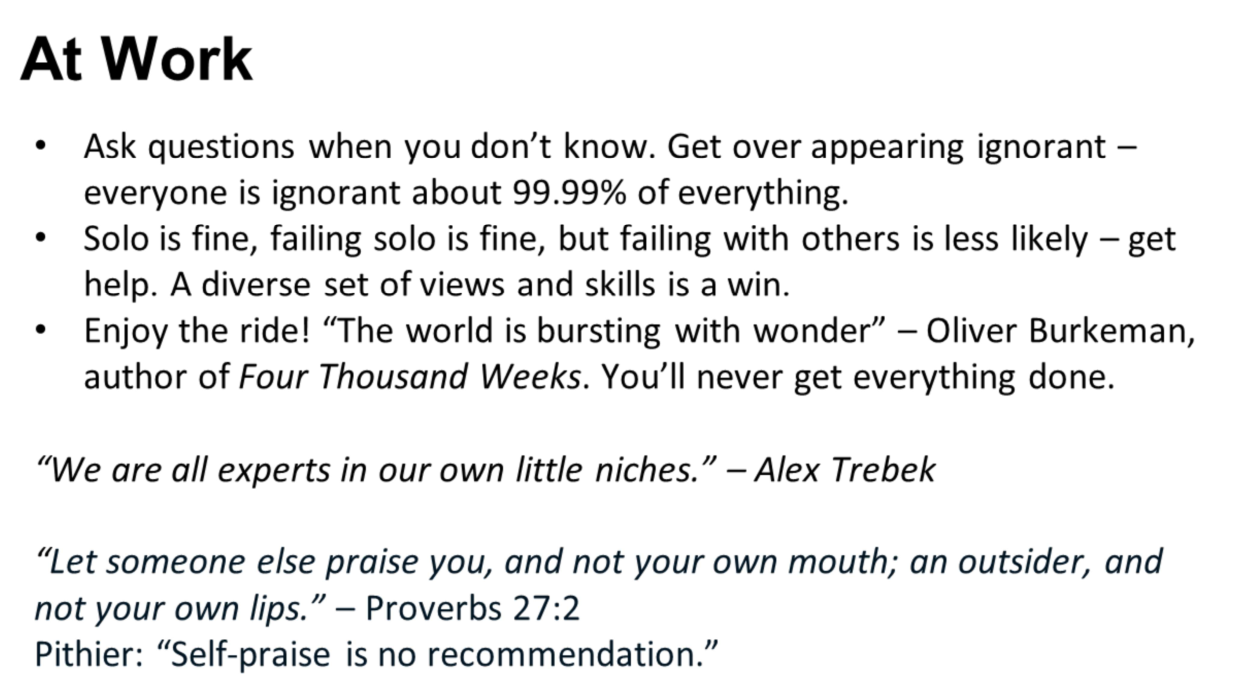 At Work
• Ask questions when you don’t know. Get over appearing ignorant –
everyone is ignorant about 99.99% of everything.
• Solo is fine, failing solo is fine, but failing with others is less likely – get
help. A diverse set of views and skills is a win.
• Enjoy the ride! “The world is bursting with wonder” – Oliver Burkeman,
author of Four Thousand Weeks. You’ll never get everything done.
“We are all experts in our own little niches.” – Alex Trebek
“Let someone else praise you, and not your own mouth; an outsider, and
not your own lips.” – Proverbs 27:2
Pithier: “Self-praise is no recommendation.”